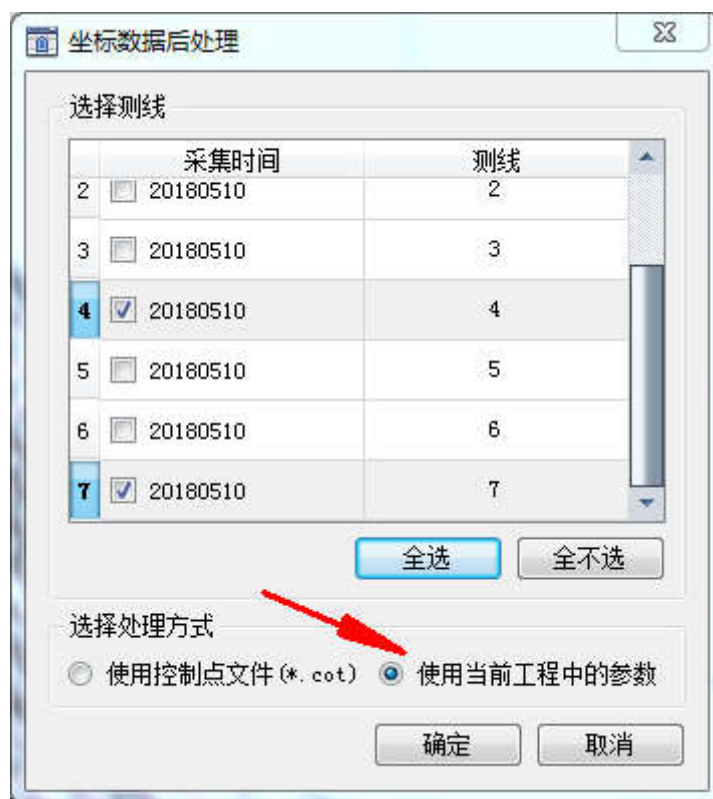 坐标数据后处理
选择测线
采集时间 测线
2 20180510 2
3 20180510 3
4 20180510 4
5 20180510 5
6 20180510 6
7 20180510 7
全选 全不选
选择处理方式
使用控制点文件(*.cot) 使用当前工程中的参数
确定 取消